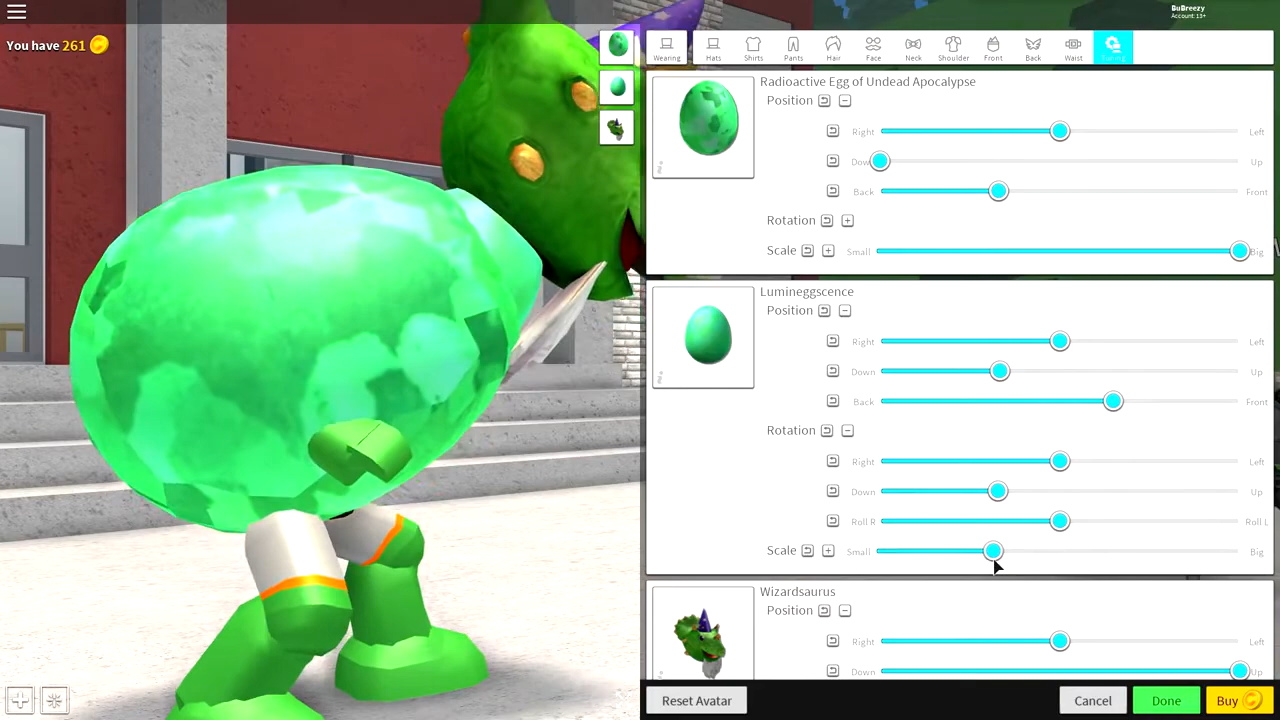 BuBreezy
Account: 13+
You have 261
Wearing
Hats
Shirts
Pants
Hair
Face
Neck
Shoulder
Front
Back
Waist
Tuning
Radioactive Egg of Undead Apocalypse
Position
Right Left
Dow Up
Back Front
Rotation
Scale Small Big
Lumineggscence
Position
Right Left
Down Up
Back Front
Rotation
Right Left
Down Up
Roll R Roll L
Scale Small Big
Wizardsaurus
Position
Right Left
Down Up
Reset Avatar
Cancel
Done
Buy